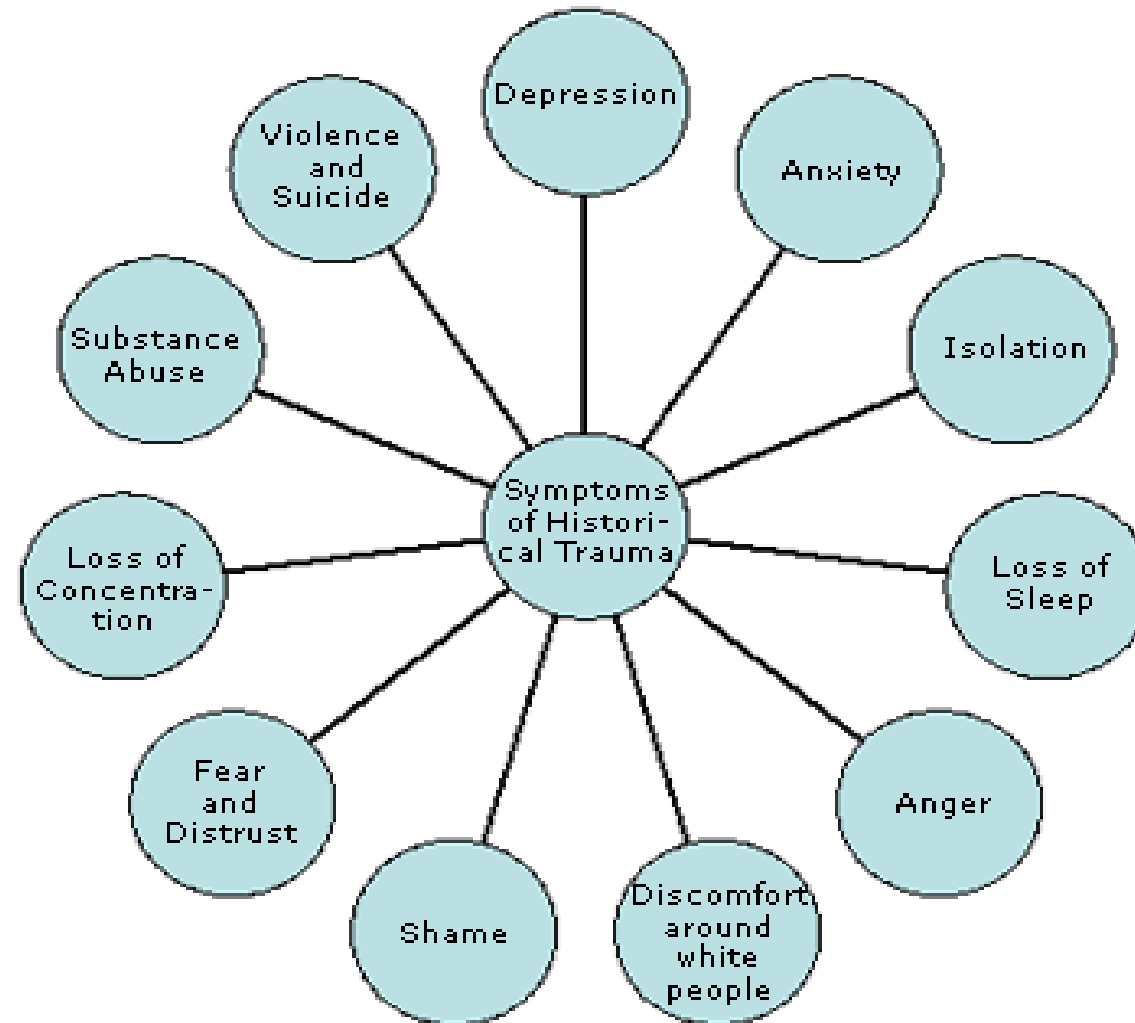 Depression
Anxiety
Isolation
Loss of
Sleep
Anger
Discomfort
around
white
people
Shame
Fear
and
Distrust
Loss of
Concentra-
tion
Substance
Abuse
Violence
and
Suicide
Symptoms
of Histori-
cal Trauma